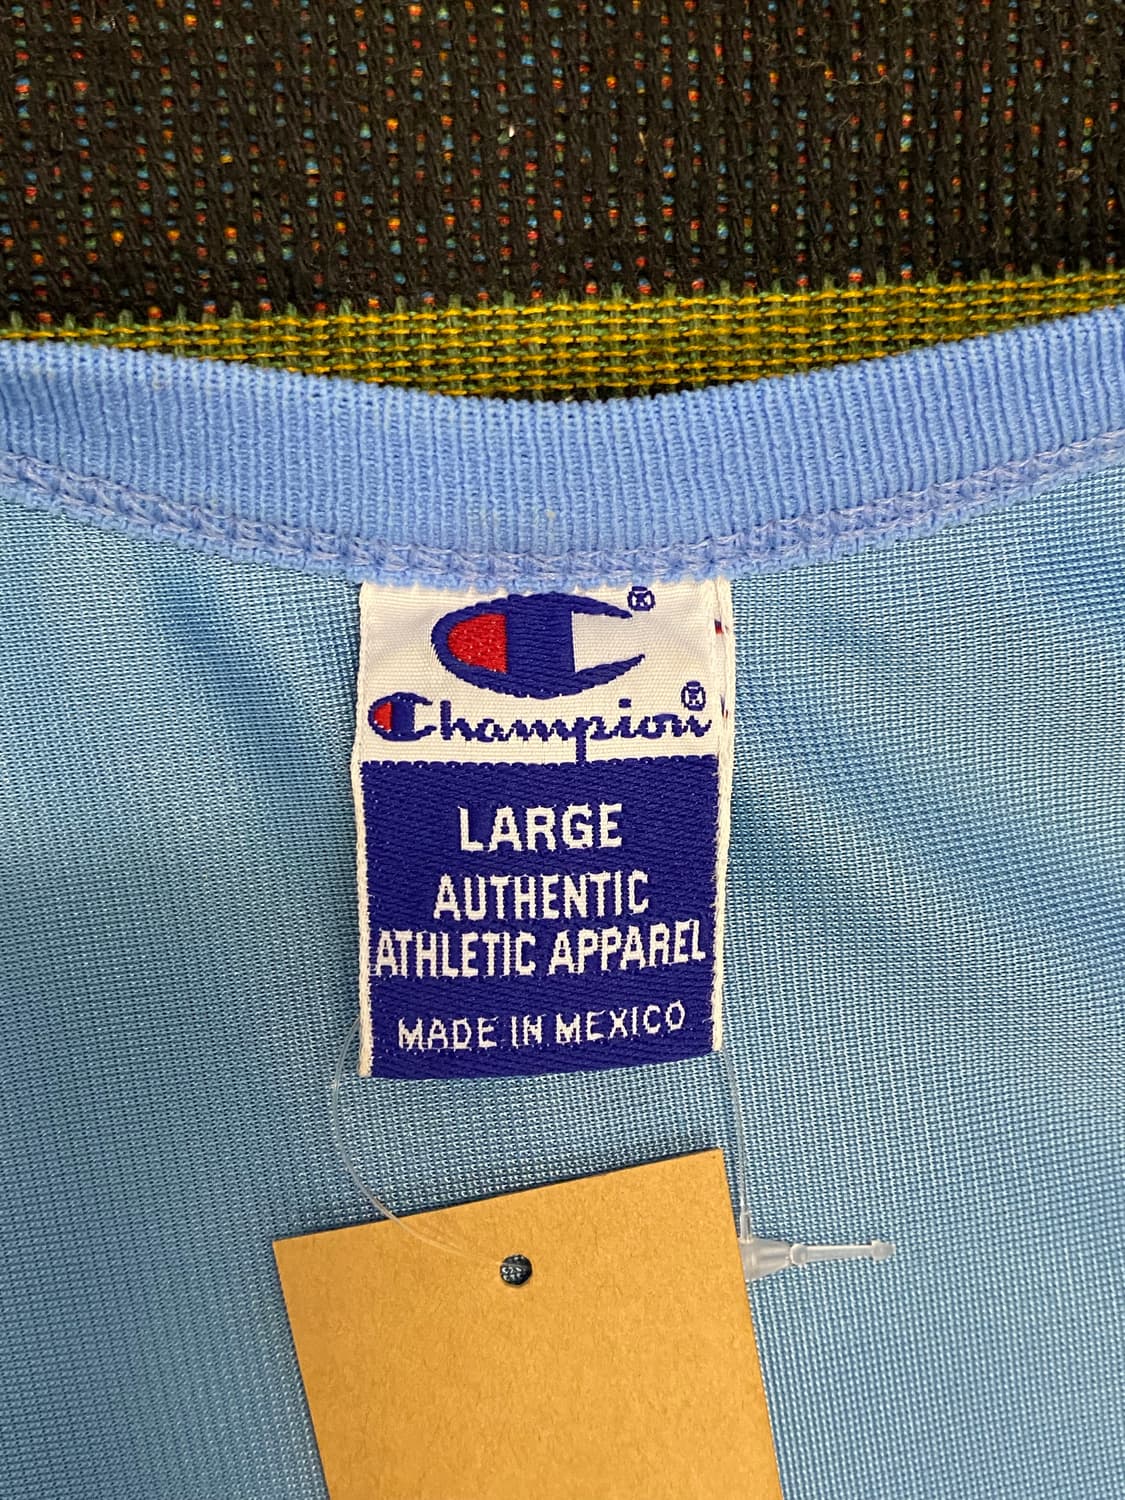 ®
Champion®
LARGE
AUTHENTIC
ATHLETIC APPAREL
MADE IN MEXICO